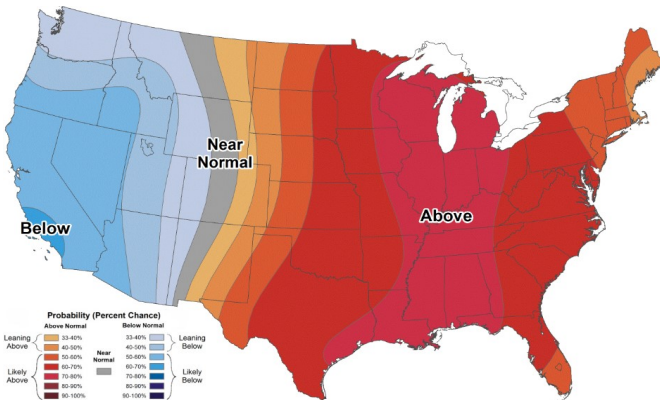 Near
Normal
Below
Above
Probability (Percent Chance)
Above Normal Below Normal
Leaning
Above
33-40%
40-50%
33-40%
40-50%
Leaning
Below
Likely
Above
50-60%
60-70%
70-80%
80-90%
90-100%
Near
Normal
50-60%
60-70%
70-80%
80-90%
90-100%
Likely
Below